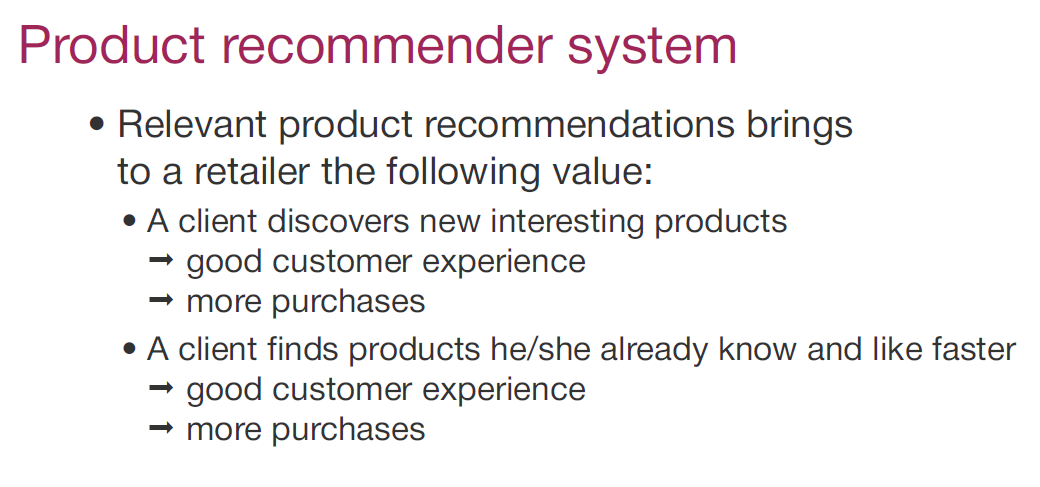 Product recommender system
• Relevant product recommendations brings
to a retailer the following value:
• A client discovers new interesting products
➞ good customer experience
➞ more purchases
• A client finds products he/she already know and like faster
➞ good customer experience
➞ more purchases